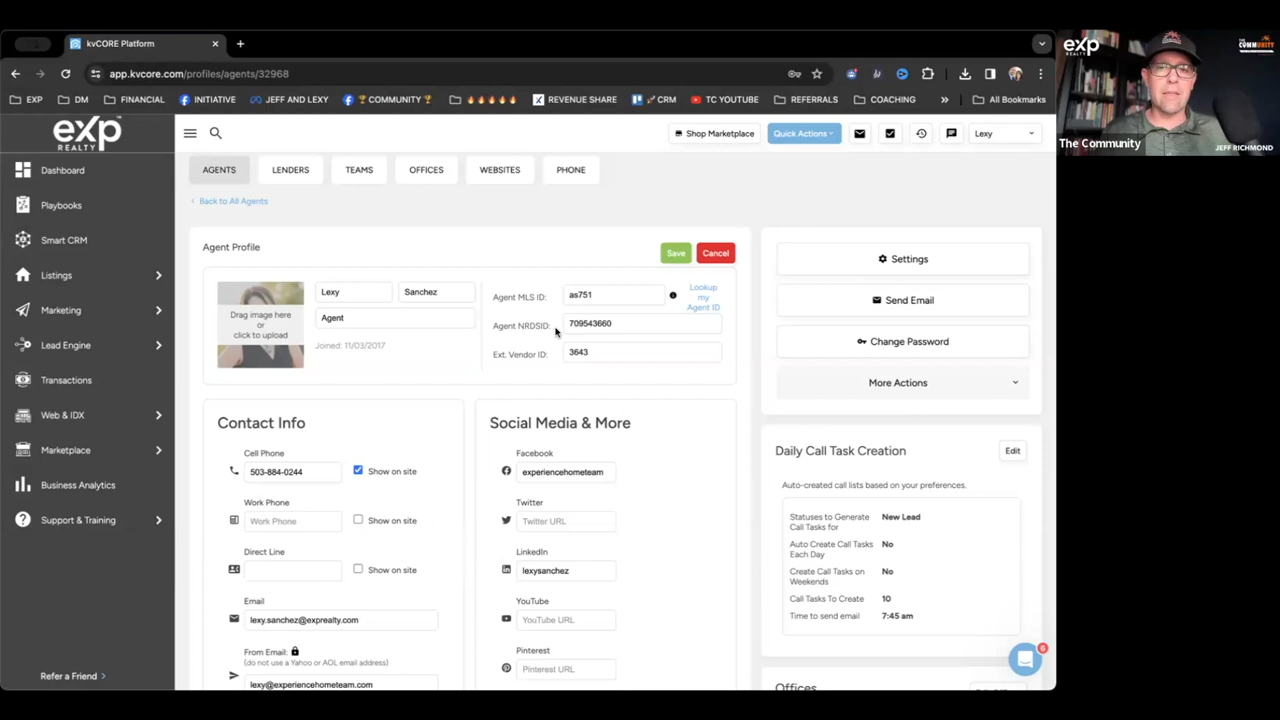 kvCORE Platform
app.kvcore.com/profiles/agents/32968
EXP
DM
FINANCIAL
INITIATIVE
JEFF AND LEXY
COMMUNITY
REVENUE SHARE
CRM
TC YOUTUBE
REFERRALS
COACHING
»
All Bookmarks
exp
REALTY
Shop Marketplace
Quick Actions
Lexy
Dashboard
Playbooks
Smart CRM
Listings
Marketing
Lead Engine
Transactions
Web & IDX
Marketplace
Business Analytics
Support & Training
Refer a Friend
AGENTS
LENDERS
TEAMS
OFFICES
WEBSITES
PHONE
Back to All Agents
Agent Profile
Save
Cancel
Drag image here
or
click to upload
Lexy
Sanchez
Agent
Joined: 11/03/2017
Agent MLS ID:
as751
Lookup
my
Agent ID
Agent NRDSID:
709543660
Ext. Vendor ID:
3643
Contact Info
Cell Phone
503-884-0244
Show on site
Work Phone
Work Phone
Show on site
Direct Line
Show on site
Email
lexy.sanchez@exprealty.com
From Email:
(do not use a Yahoo or AOL email address)
lexy@experiencehometeam.com
Social Media & More
Facebook
experiencehometeam
Twitter
Twitter URL
LinkedIn
lexysanchez
YouTube
YouTube URL
Pinterest
Pinterest URL
Settings
Send Email
Change Password
More Actions
Daily Call Task Creation
Edit
Auto-created call lists based on your preferences.
Statuses to Generate
Call Tasks for
New Lead
Auto Create Call Tasks
Each Day
No
Create Call Tasks on
Weekends
No
Call Tasks To Create
10
Time to send email
7:45 am
Offices
6
exp
REALTY
THE
COMMUNITY
The Community
JEFF RICHMOND